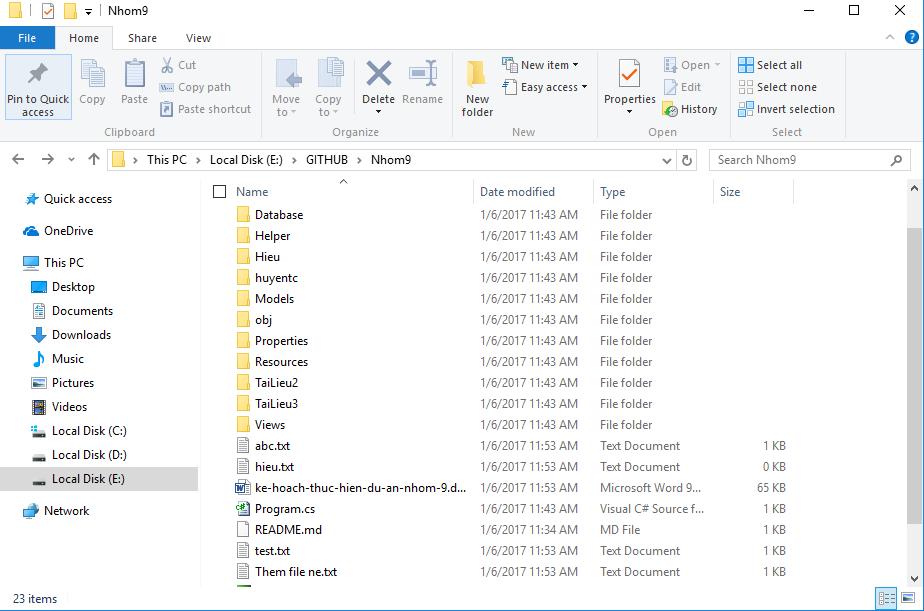 Nhom9
File Home Share View
Pin to Quick access
Copy
Paste
Cut
Copy path
Paste shortcut
Clipboard
Move to
Copy to
Delete
Rename
Organize
New folder
New item
Easy access
New
Properties
Open
Edit
History
Open
Select all
Select none
Invert selection
Select
This PC > Local Disk (E:) > GITHUB > Nhom9
Search Nhom9
Quick access
OneDrive
This PC
Desktop
Documents
Downloads
Music
Pictures
Videos
Local Disk (C:)
Local Disk (D:)
Local Disk (E:)
Network
Name Date modified Type Size
Database 1/6/2017 11:43 AM File folder
Helper 1/6/2017 11:43 AM File folder
Hieu 1/6/2017 11:43 AM File folder
huyentc 1/6/2017 11:43 AM File folder
Models 1/6/2017 11:43 AM File folder
obj 1/6/2017 11:43 AM File folder
Properties 1/6/2017 11:43 AM File folder
Resources 1/6/2017 11:43 AM File folder
TaiLieu2 1/6/2017 11:43 AM File folder
TaiLieu3 1/6/2017 11:43 AM File folder
Views 1/6/2017 11:43 AM File folder
abc.txt 1/6/2017 11:53 AM Text Document 1 KB
hieu.txt 1/6/2017 11:53 AM Text Document 0 KB
ke-hoach-thuc-hien-du-an-nhom-9.d... 1/6/2017 11:53 AM Microsoft Word 9... 65 KB
Program.cs 1/6/2017 11:43 AM Visual C# Source f... 1 KB
README.md 1/6/2017 11:34 AM MD File 1 KB
test.txt 1/6/2017 11:53 AM Text Document 1 KB
Them file ne.txt 1/6/2017 11:53 AM Text Document 1 KB
23 items